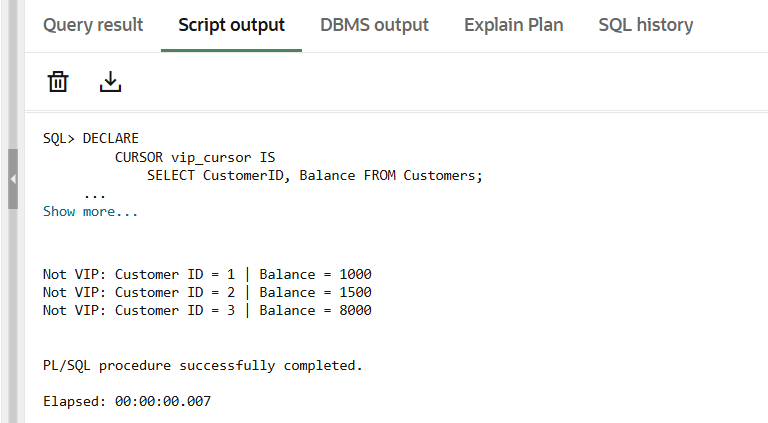 Query result Script output DBMS output Explain Plan SQL history
SQL> DECLARE
CURSOR vip_cursor IS
SELECT CustomerID, Balance FROM Customers;
...
Show more...
Not VIP: Customer ID = 1 | Balance = 1000
Not VIP: Customer ID = 2 | Balance = 1500
Not VIP: Customer ID = 3 | Balance = 8000
PL/SQL procedure successfully completed.
Elapsed: 00:00:00.007